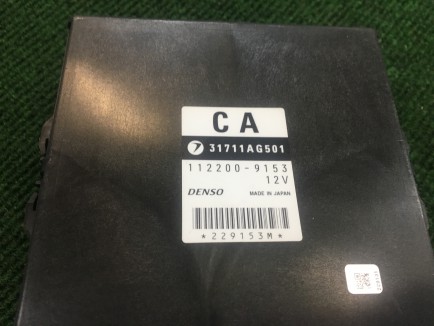 CA
31711AG501
112200-9153
12V
DENSO MADE IN JAPAN
*229153M*